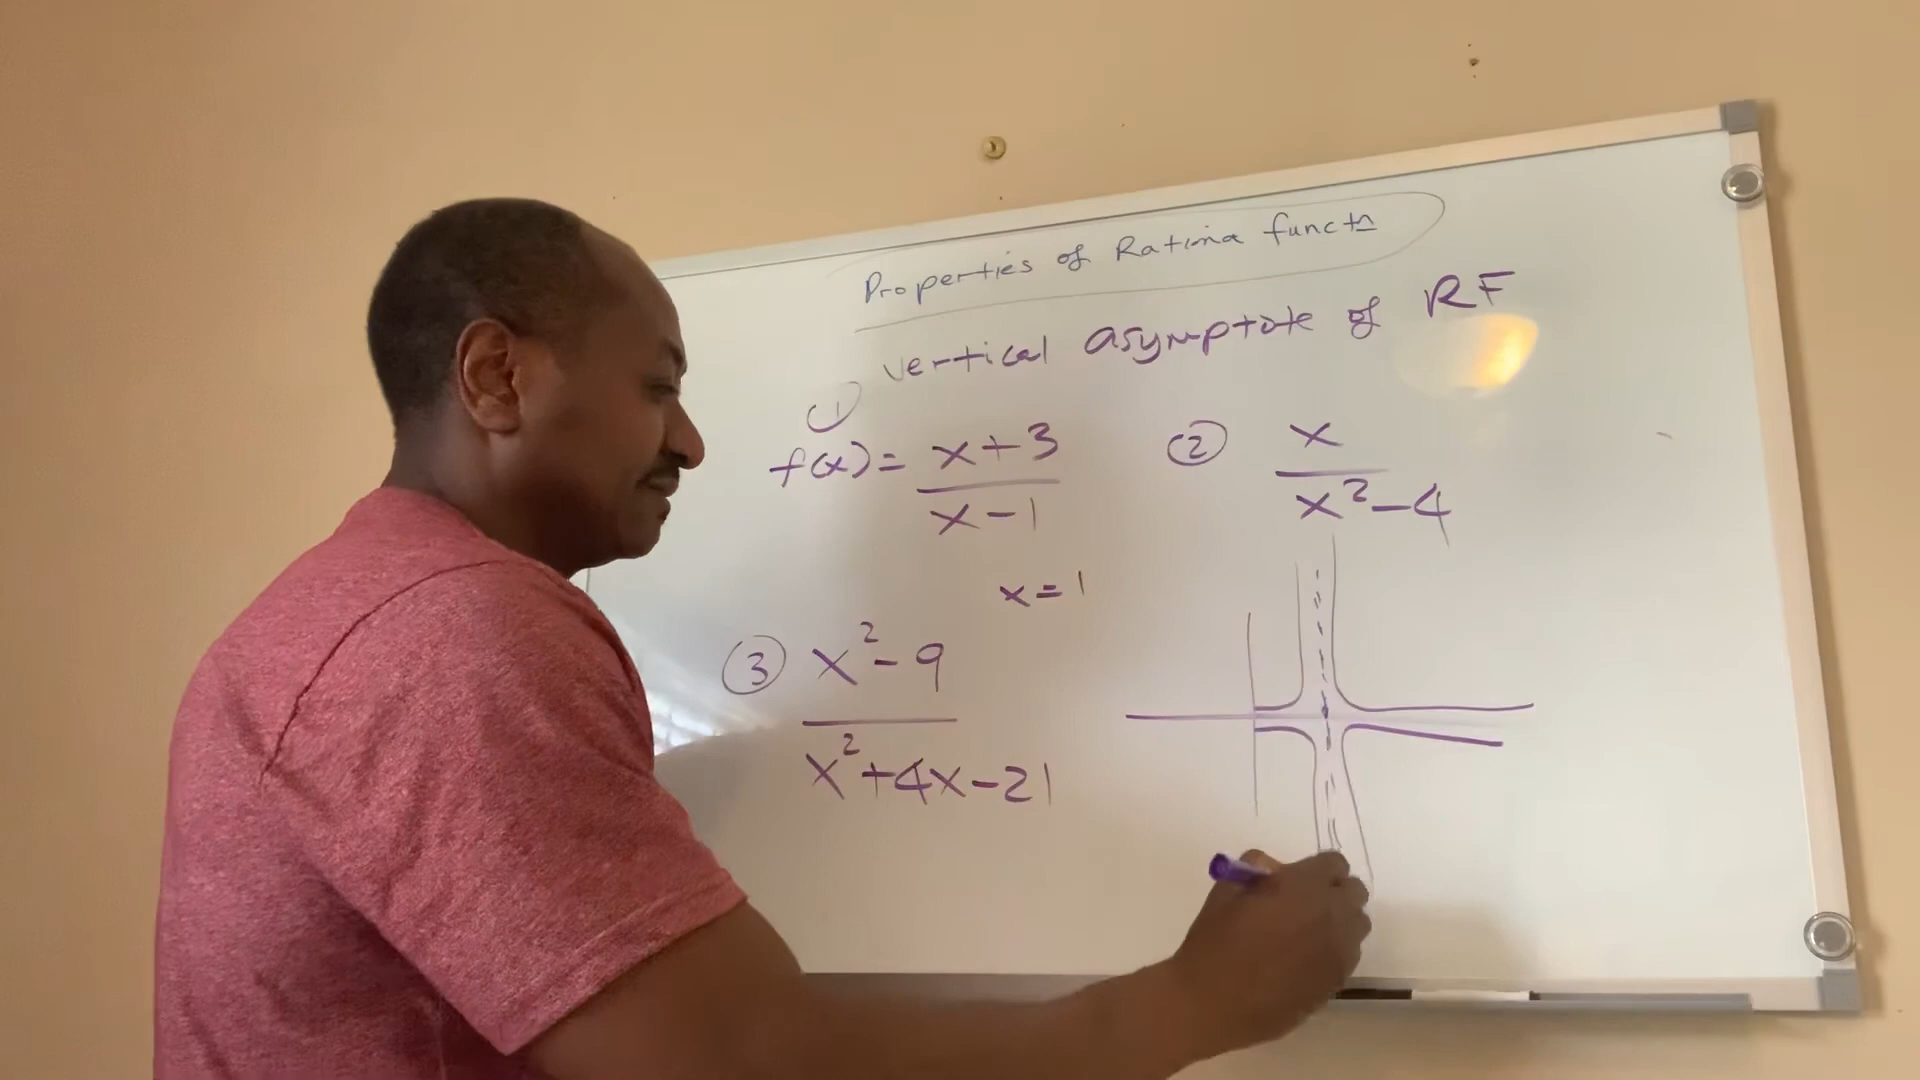 Properties of Rationa functn
vertical asymptote of RF
①
f(x) = x+3 / x-1
② x / x²-4
x = 1
③ x²-9 / x²+4x-21